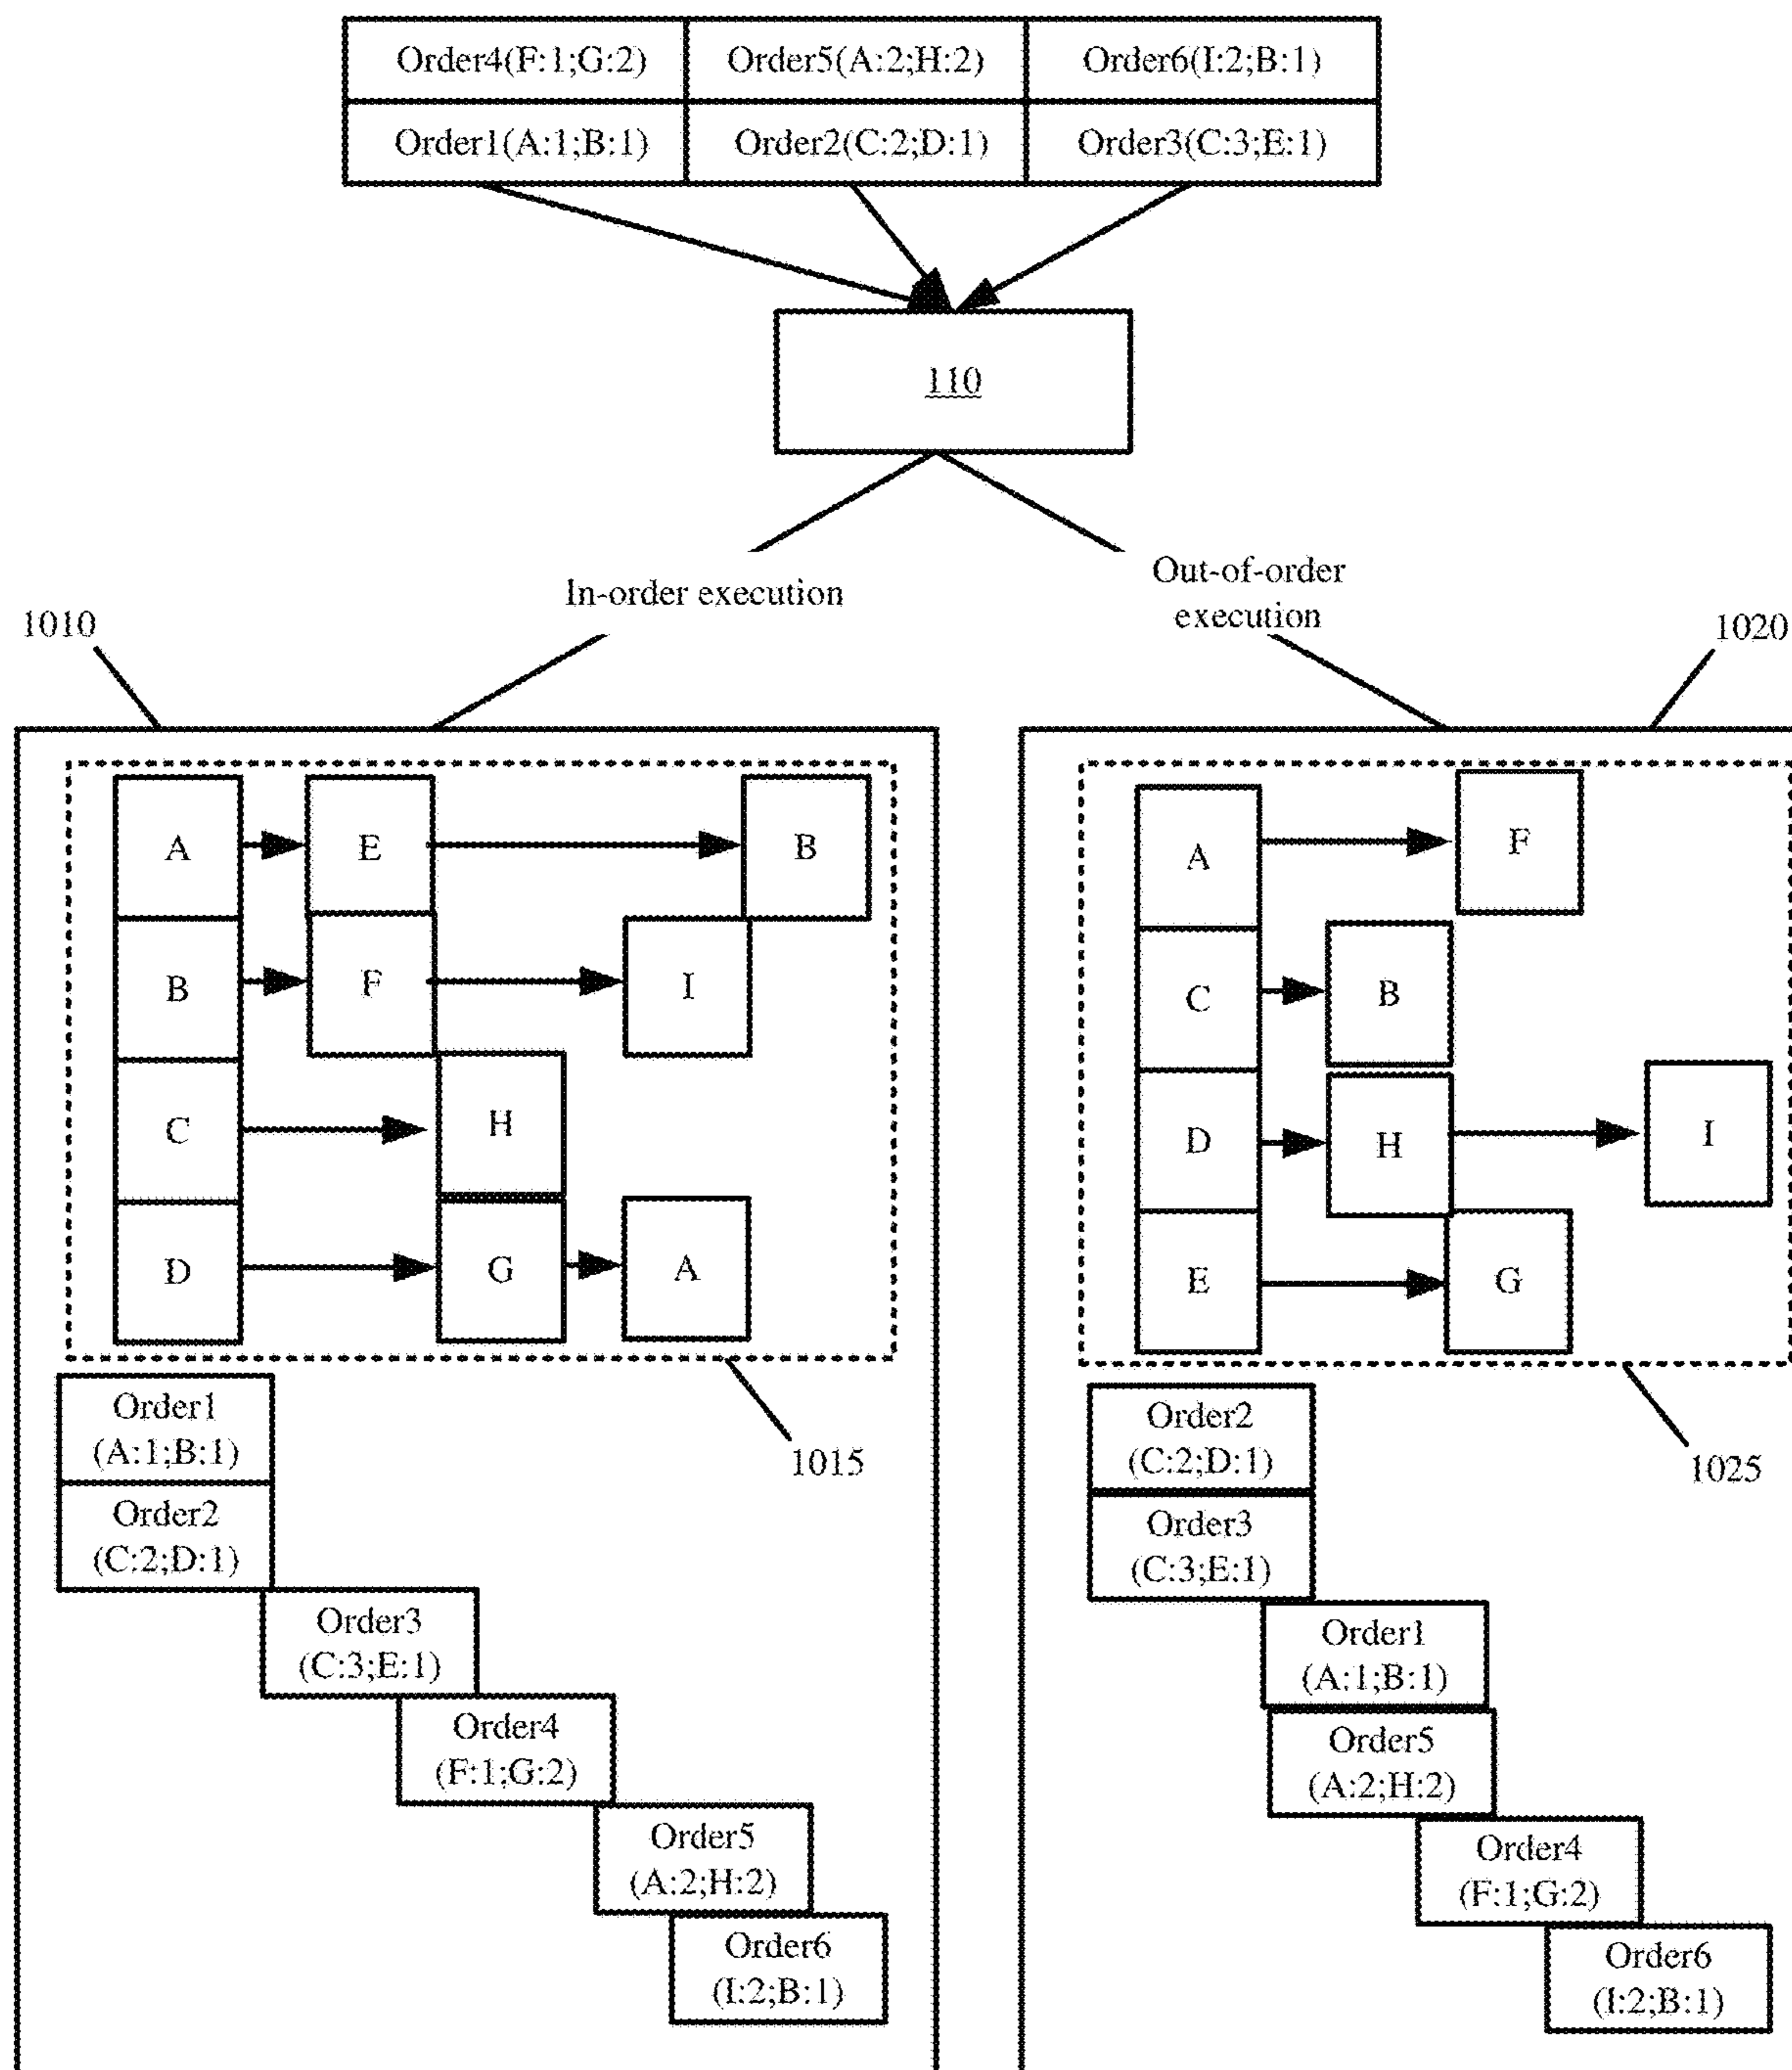 Order4(F:1;G:2)
Order5(A:2;H:2)
Order6(I:2;B:1)
Order1(A:1;B:1)
Order2(C:2;D:1)
Order3(C:3;E:1)
110
In-order execution
Out-of-order
execution
1010
1020
A
E
B
B
F
I
C
H
D
G
A
1015
Order1
(A:1;B:1)
Order2
(C:2;D:1)
Order3
(C:3;E:1)
Order4
(F:1;G:2)
Order5
(A:2;H:2)
Order6
(I:2;B:1)
A
F
C
B
D
H
I
E
G
1025
Order2
(C:2;D:1)
Order3
(C:3;E:1)
Order1
(A:1;B:1)
Order5
(A:2;H:2)
Order4
(F:1;G:2)
Order6
(I:2;B:1)